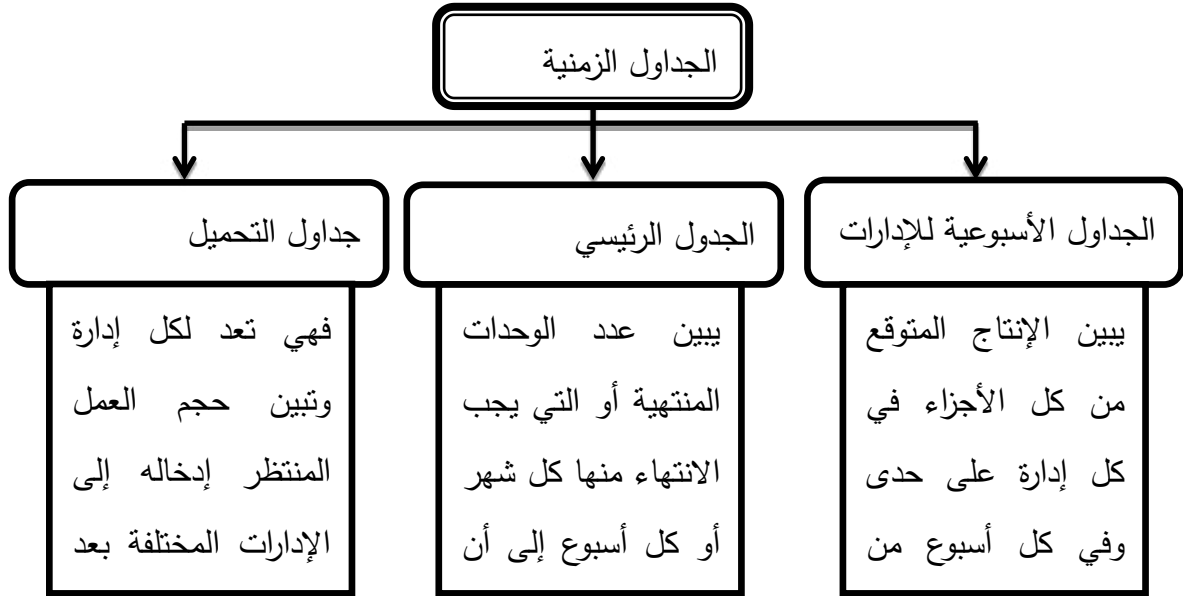 الجداول الزمنية
الجداول الأسبوعية للإدارات
يبين الإنتاج المتوقع
من كل الأجزاء في
كل إدارة على حدى
وفي كل أسبوع من
الجدول الرئيسي
يبين عدد الوحدات
المنتهية أو التي يجب
الانتهاء منها كل شهر
أو كل أسبوع إلى أن
جداول التحميل
فهي تعد لكل إدارة
وتبين حجم العمل
المنتظر إدخاله إلى
الإدارات المختلفة بعد